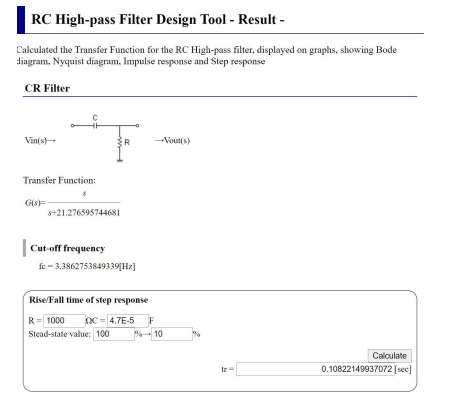 RC High-pass Filter Design Tool - Result -
Calculated the Transfer Function for the RC High-pass filter, displayed on graphs, showing Bode
diagram, Nyquist diagram, Impulse response and Step response
CR Filter
C
Vin(s)→ R →Vout(s)
Transfer Function:
s
G(s)=
s+21.276595744681
Cut-off frequency
fc = 3.3862753849339[Hz]
Rise/Fall time of step response
R = 1000 ΩC = 4.7E-5 F
Stead-state value: 100 %→ 10 %
Calculate
tr = 0.10822149937072 [sec]